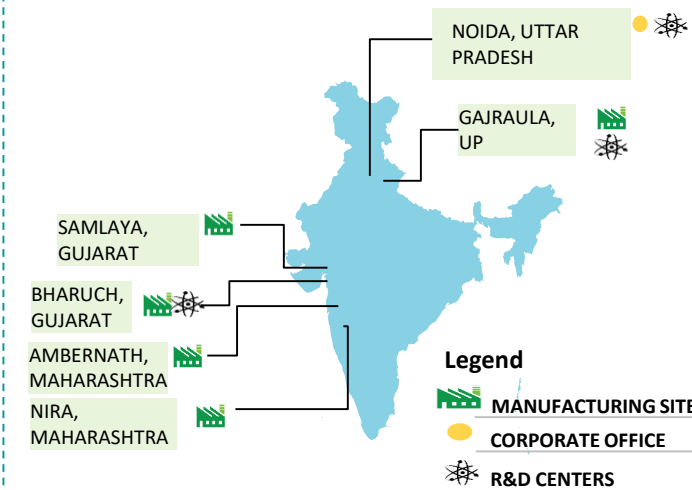 NOIDA, UTTAR
PRADESH
GAJRAULA,
UP
SAMLAYA,
GUJARAT
BHARUCH,
GUJARAT
AMBERNATH,
MAHARASHTRA
NIRA,
MAHARASHTRA
Legend
MANUFACTURING SITE
CORPORATE OFFICE
R&D CENTERS